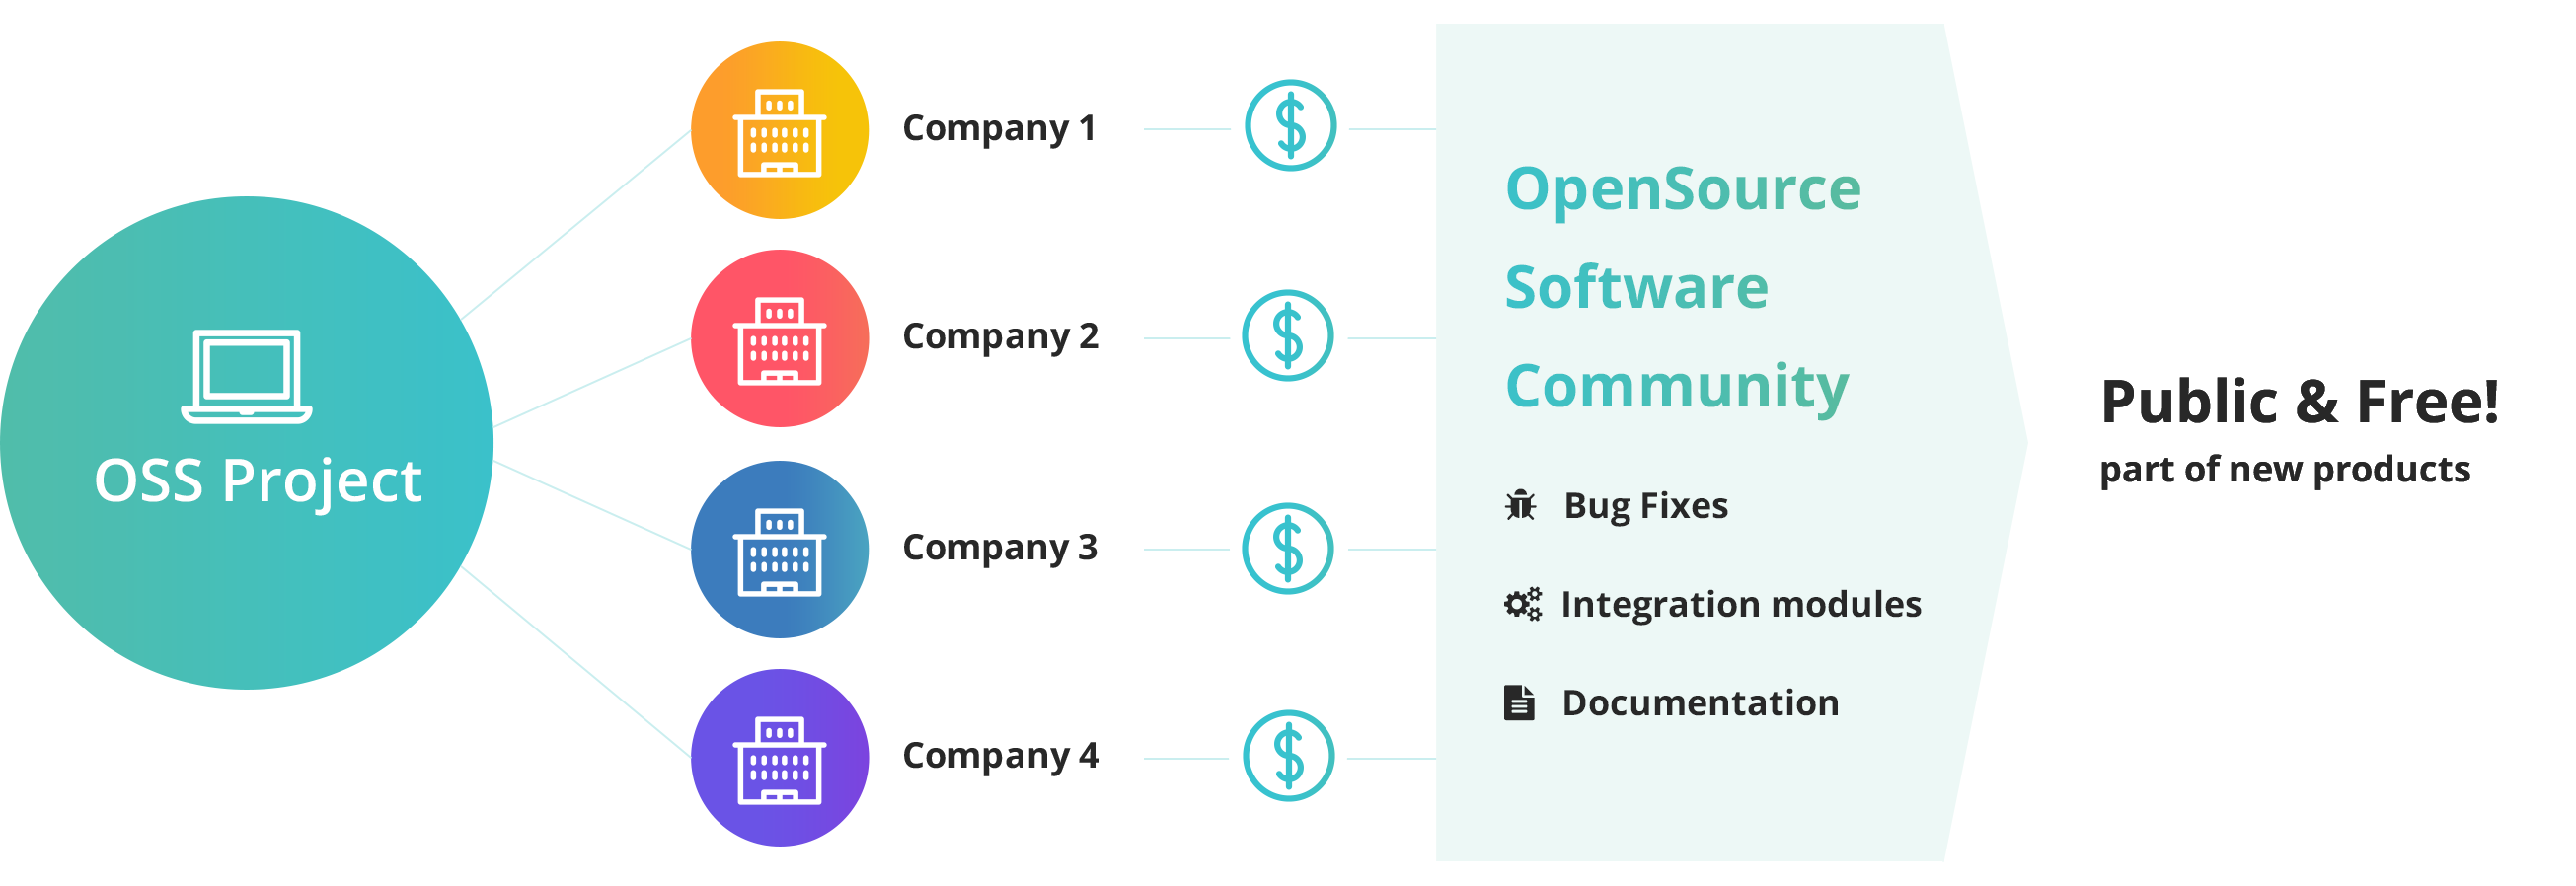 OSS Project
Company 1
Company 2
Company 3
Company 4
OpenSource
Software
Community
Bug Fixes
Integration modules
Documentation
Public & Free!
part of new products